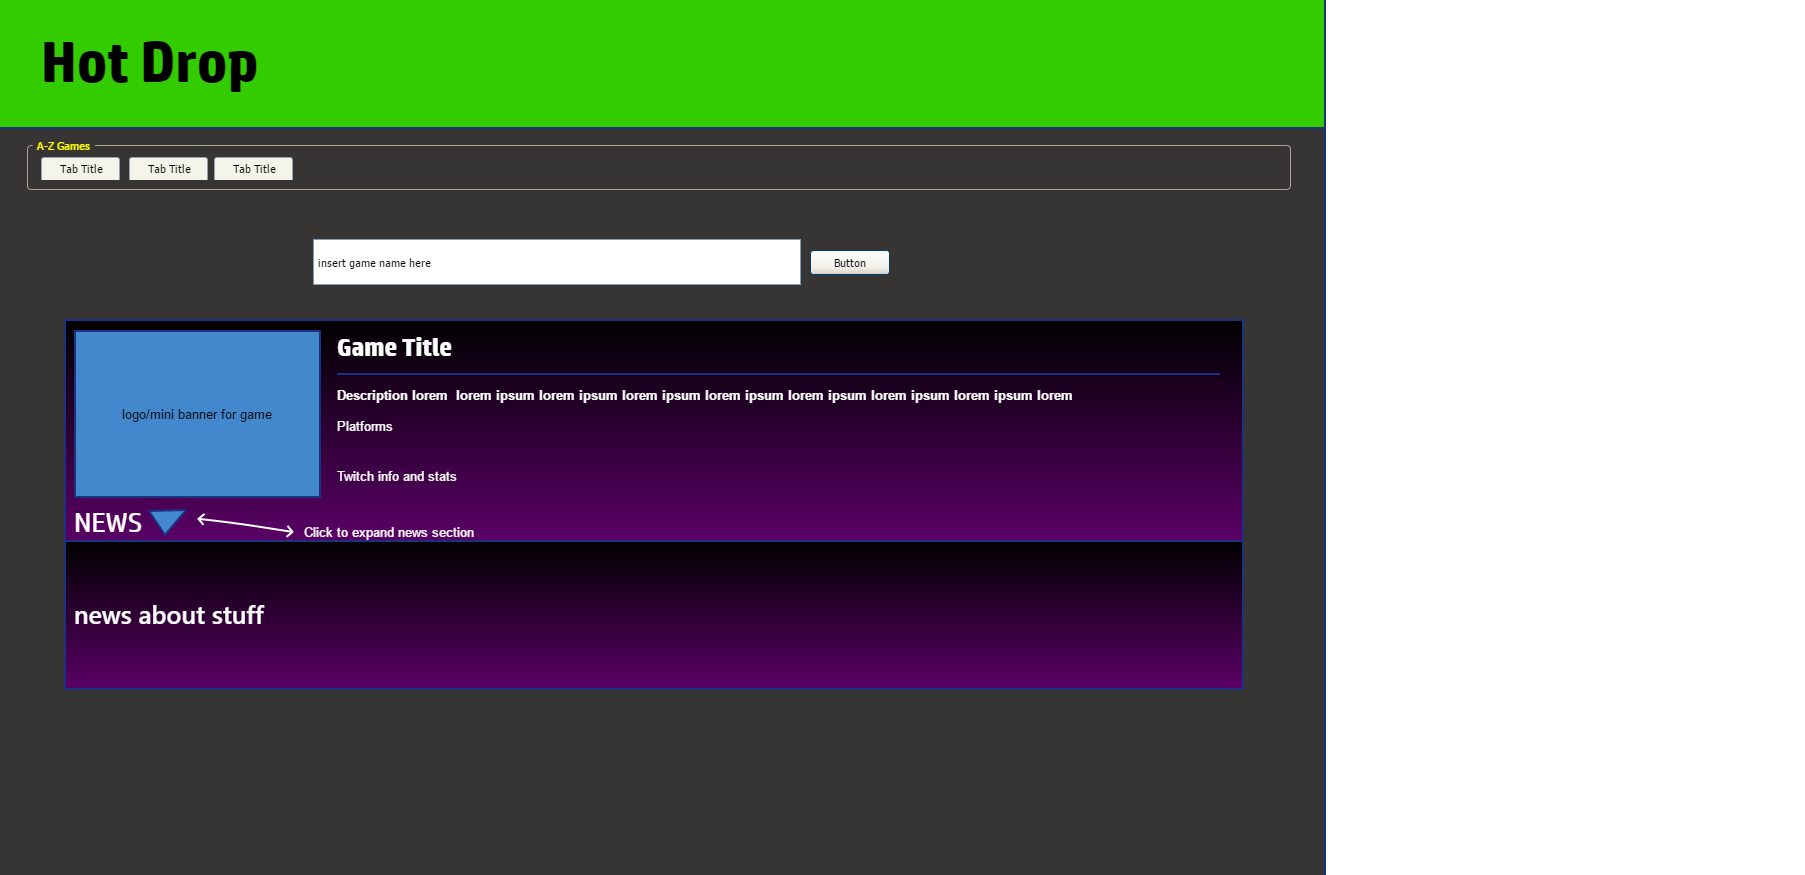 Hot Drop
A-Z Games
Tab Title Tab Title Tab Title
insert game name here Button
Game Title
logo/mini banner for game
Description lorem  lorem ipsum lorem ipsum lorem ipsum lorem ipsum lorem ipsum lorem ipsum lorem ipsum lorem
Platforms
Twitch info and stats
NEWS
Click to expand news section
news about stuff